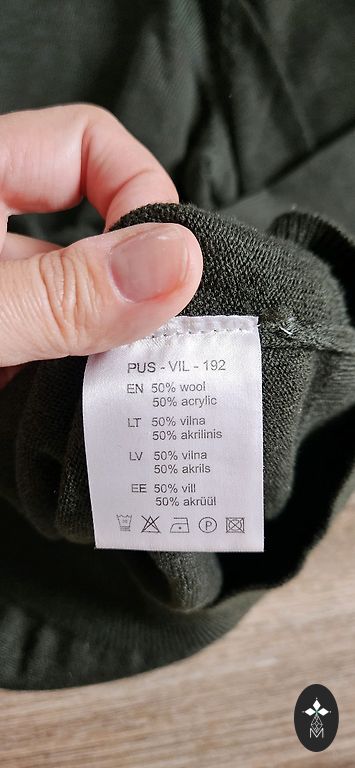 PUS - VIL - 192
EN 50% wool
50% acrylic
LT 50% vilna
50% akrilinis
LV 50% vilna
50% akrils
EE 50% vill
50% akrüül
P
M